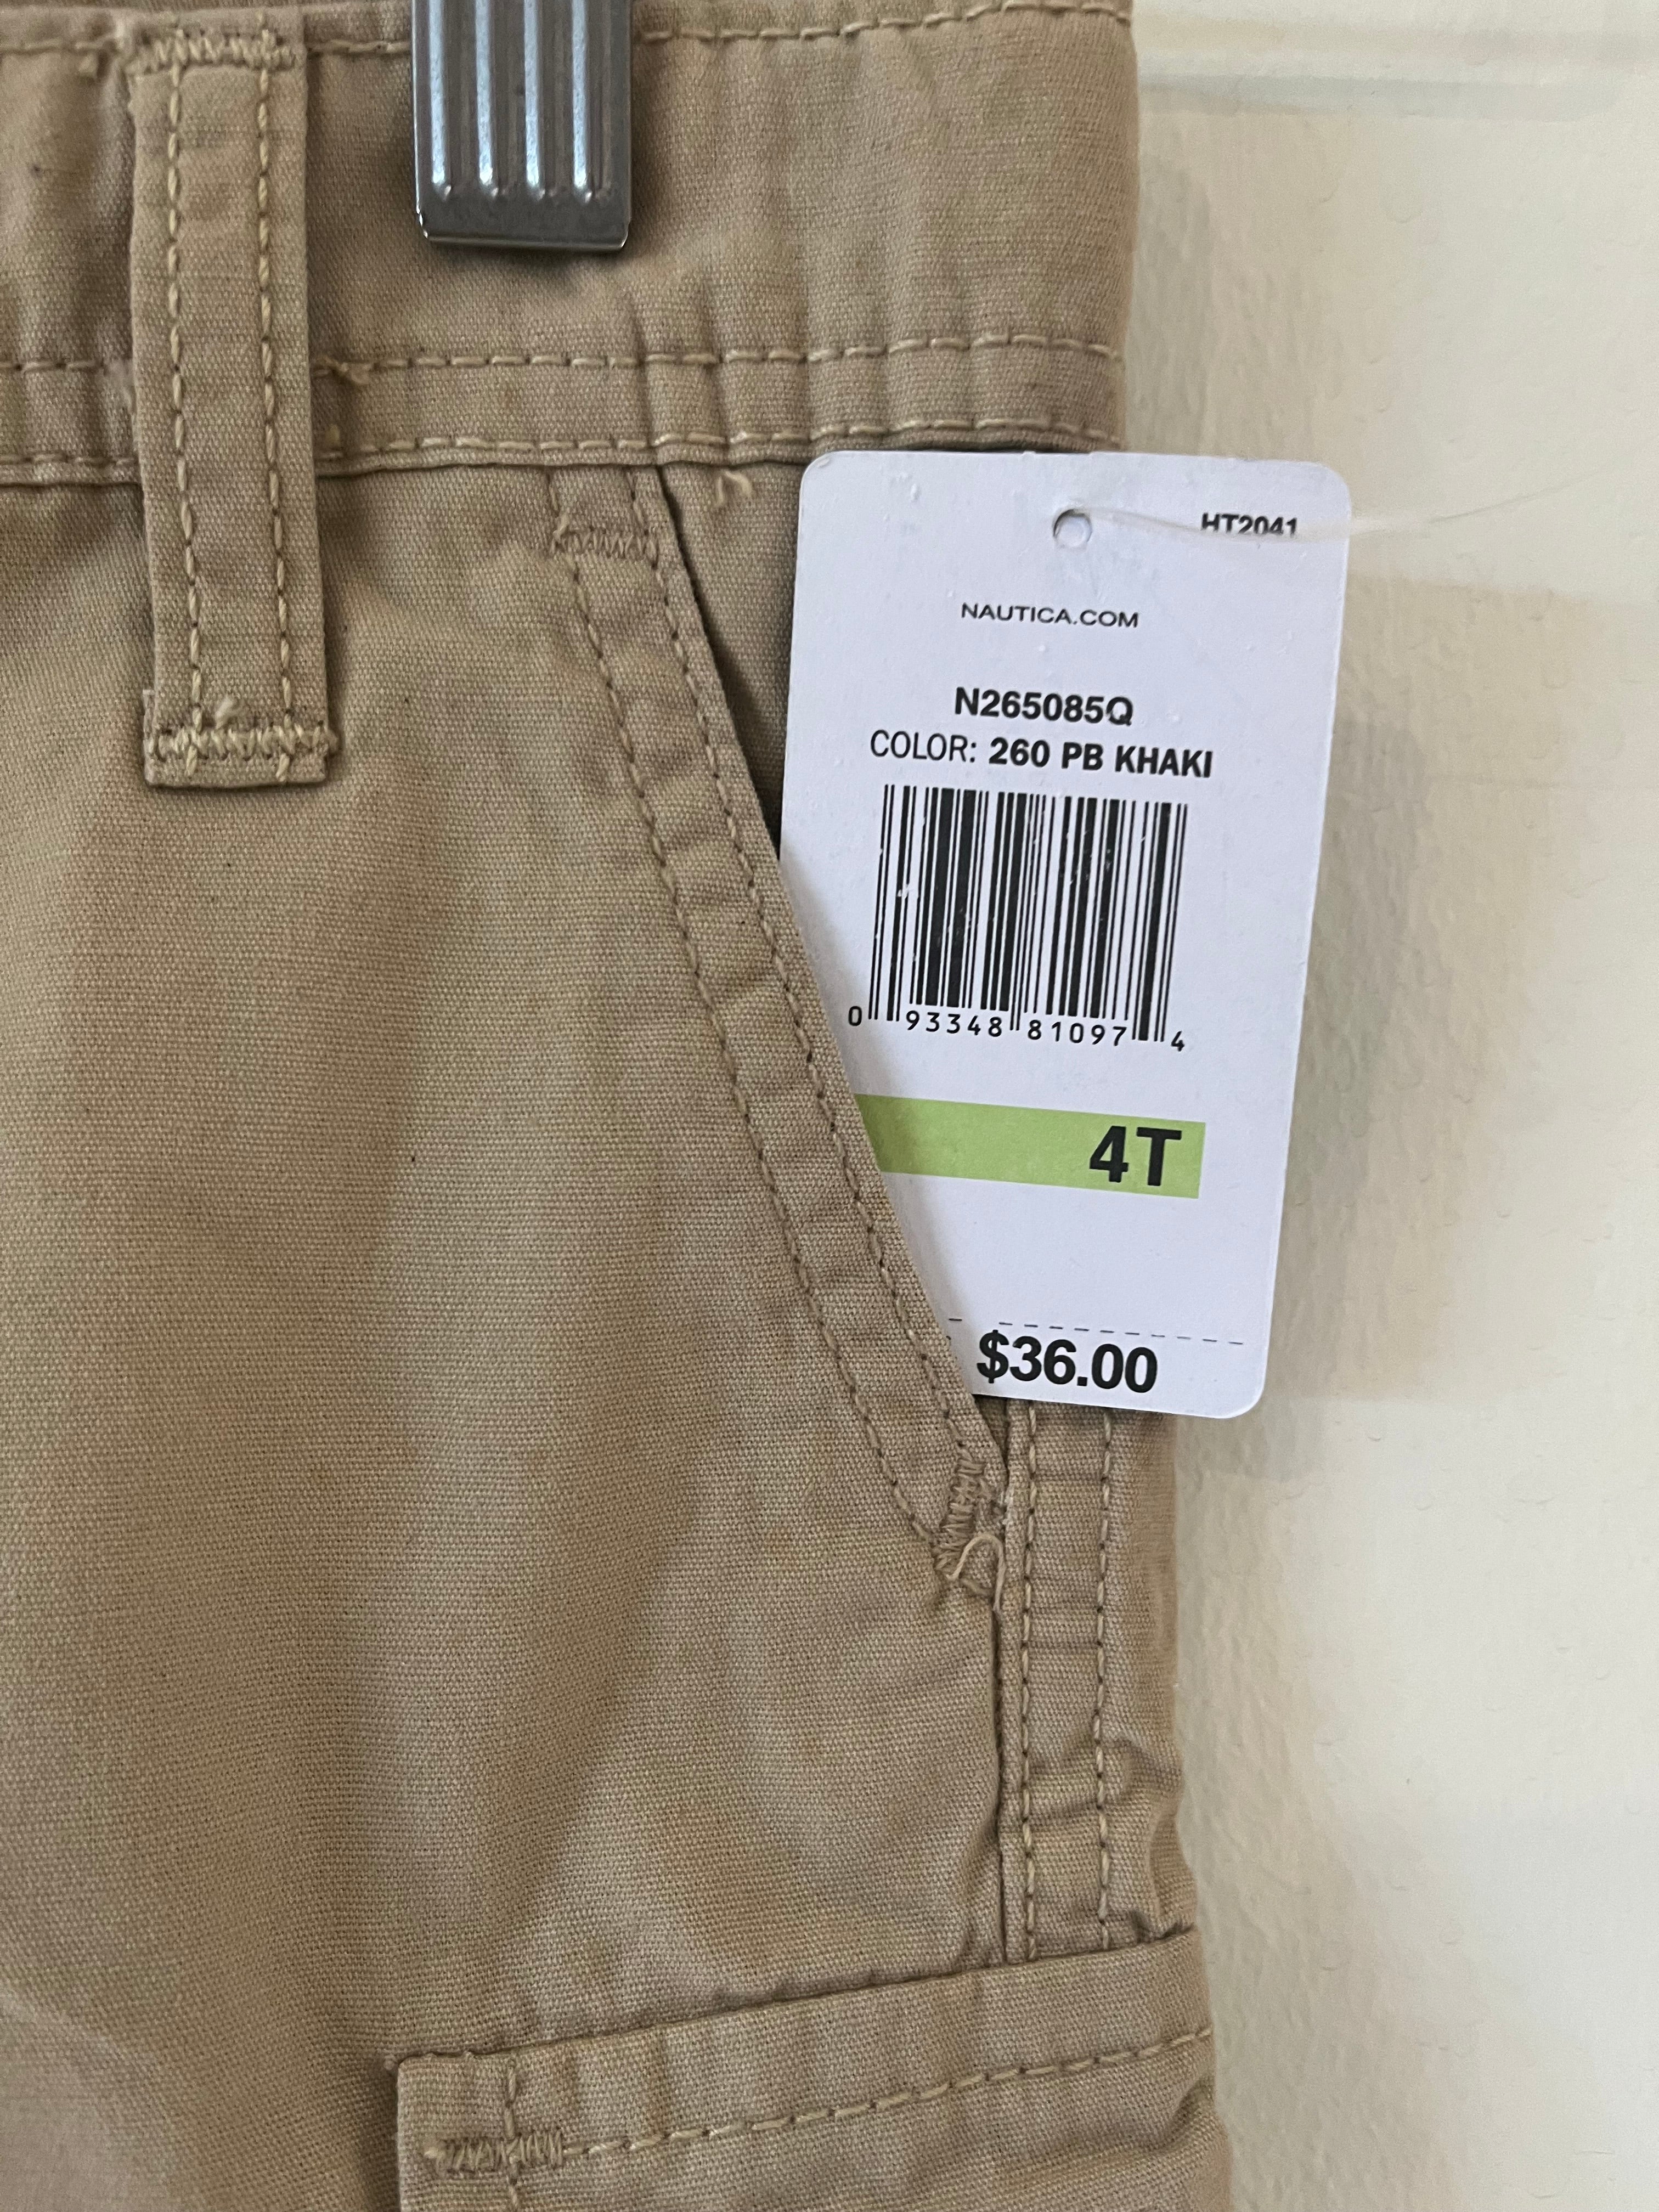 HT2041
NAUTICA.COM
N265085Q
COLOR: 260 PB KHAKI
0 93348 81097 4
4T
$36.00